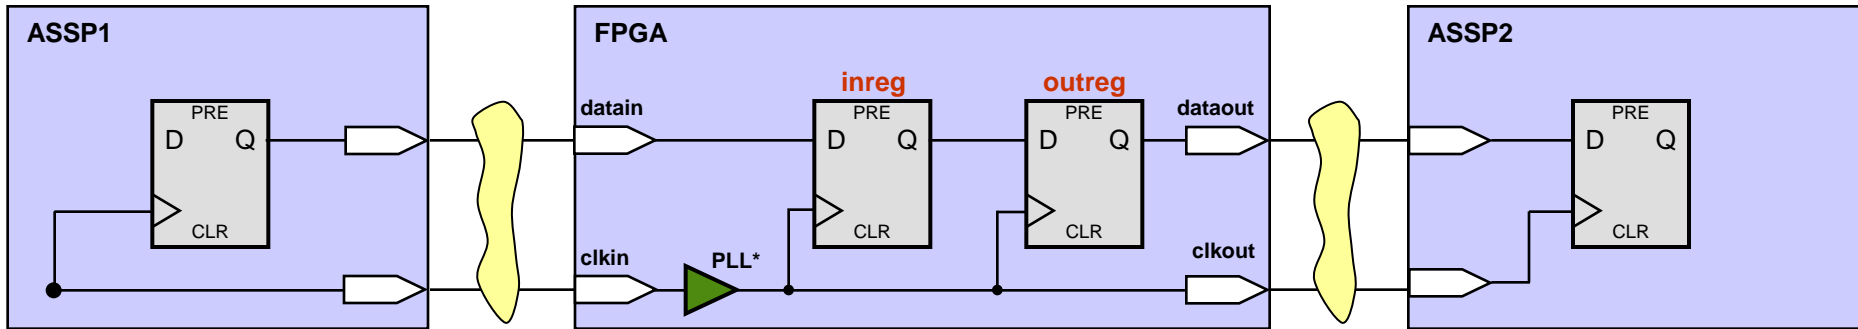 ASSP1
PRE
D Q
CLR
FPGA
datain
clkin
PLL*
inreg
PRE
D Q
CLR
outreg
PRE
D Q
CLR
dataout
clkout
ASSP2
PRE
D Q
CLR